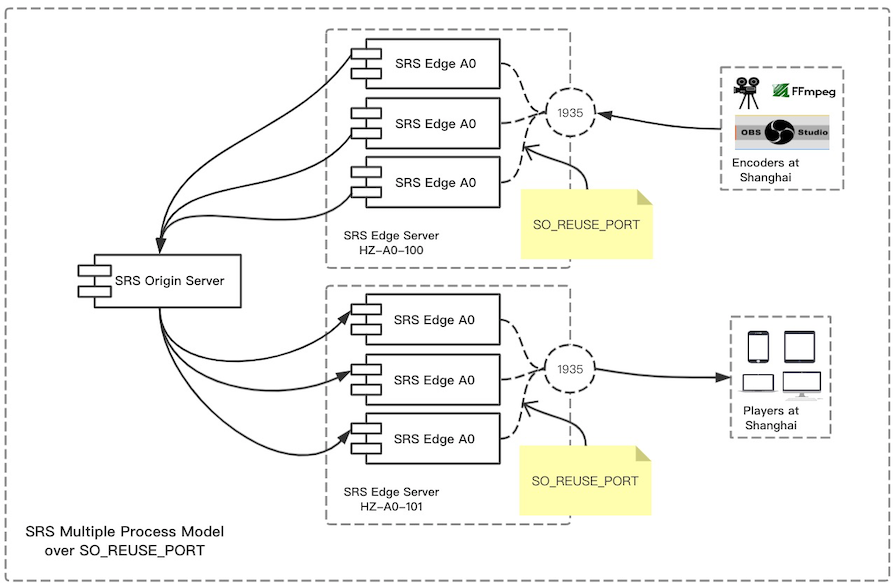 SRS Edge A0
SRS Edge A0
SRS Edge A0
1935
FFmpeg
OBS Studio
Encoders at
Shanghai
SO_REUSE_PORT
SRS Edge Server
HZ-A0-100
SRS Origin Server
SRS Edge A0
SRS Edge A0
SRS Edge A0
1935
Players at
Shanghai
SO_REUSE_PORT
SRS Edge Server
HZ-A0-101
SRS Multiple Process Model
over SO_REUSE_PORT